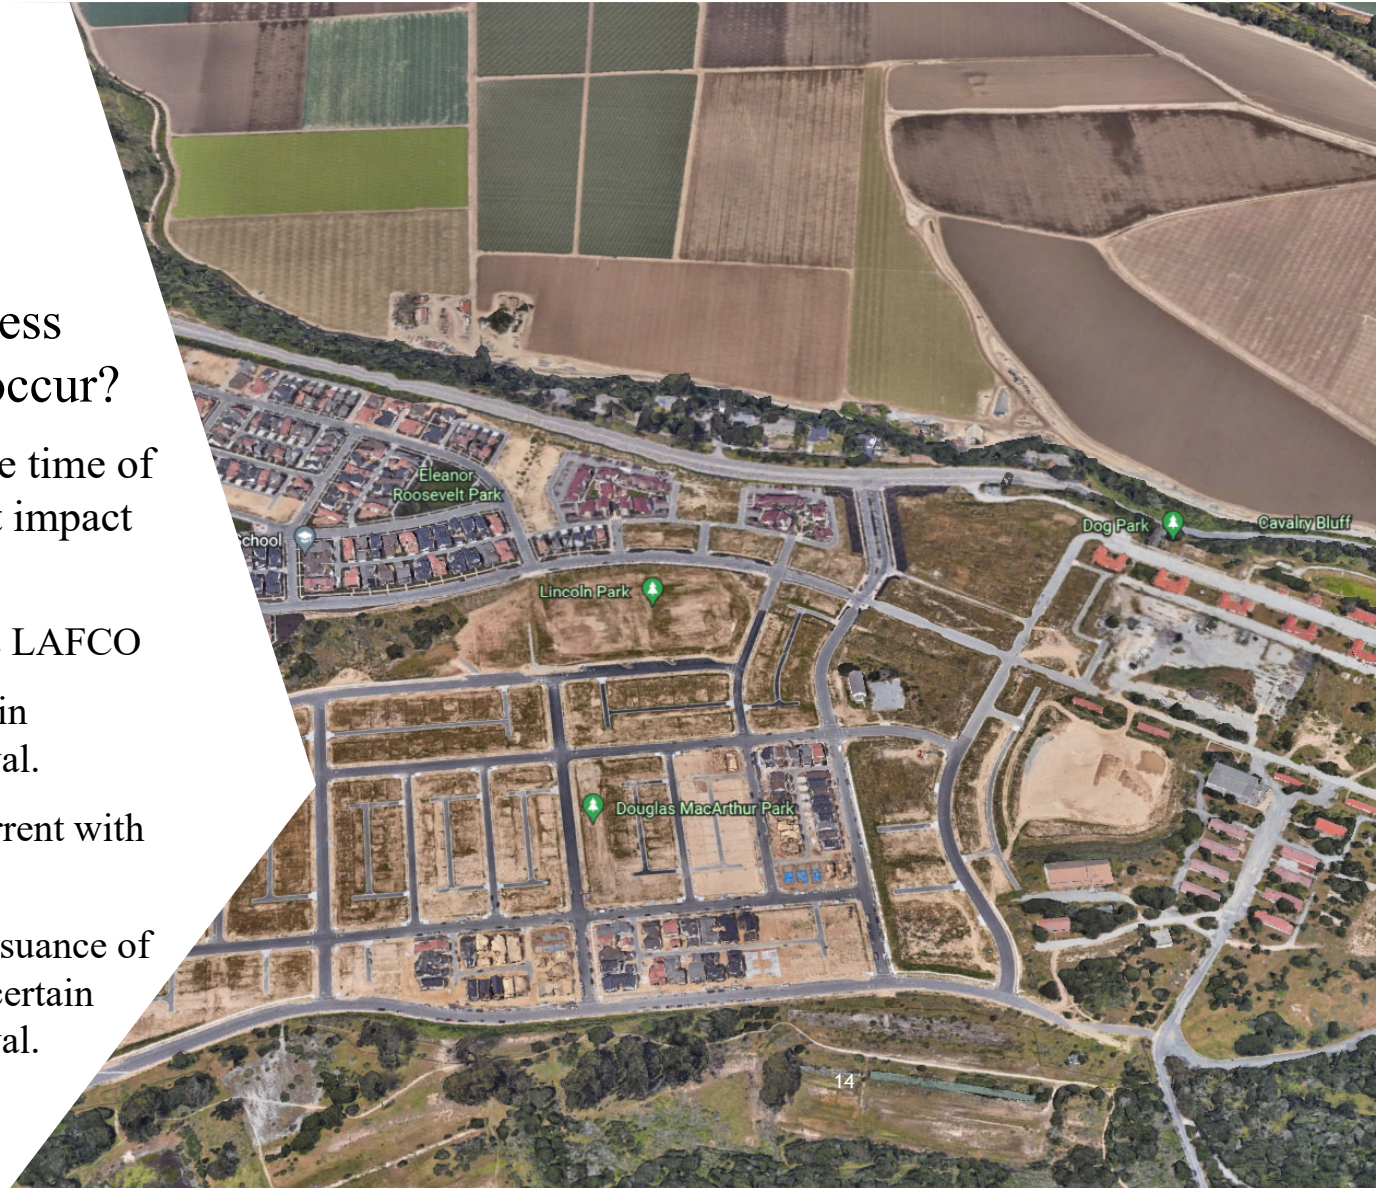 ess
occur?
e time of
t impact
LAFCO
in
val.
rrent with
suance of
certain
val.
Eleanor
Roosevelt Park
School
Lincoln Park
Dog Park
Cavalry Bluff
Douglas MacArthur Park
14